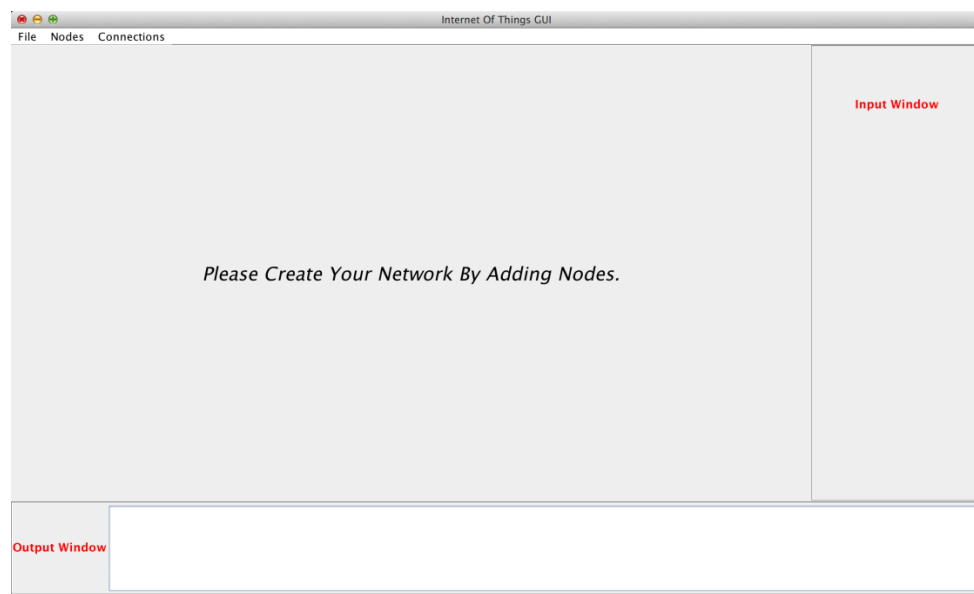 Internet Of Things GUI
File Nodes Connections
Input Window
Please Create Your Network By Adding Nodes.
Output Window